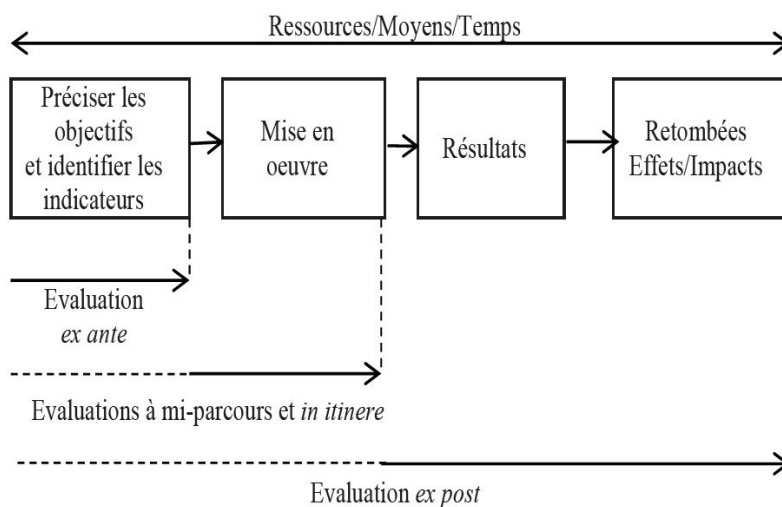 Ressources/Moyens/Temps
Préciser les
objectifs
et identifier les
indicateurs
Mise en
oeuvre
Résultats
Retombées
Effets/Impacts
Evaluation
ex ante
Evaluations à mi-parcours et in itinere
Evaluation ex post